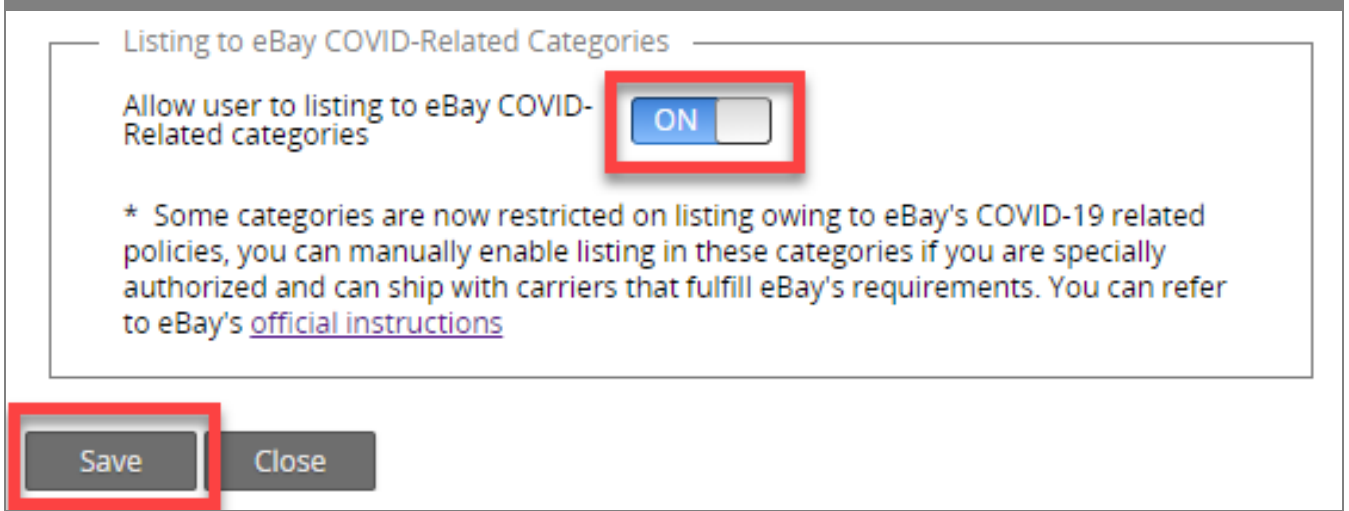 Listing to eBay COVID-Related Categories
Allow user to listing to eBay COVID-
Related categories
ON
* Some categories are now restricted on listing owing to eBay's COVID-19 related
policies, you can manually enable listing in these categories if you are specially
authorized and can ship with carriers that fulfill eBay's requirements. You can refer
to eBay's official instructions
Save
Close